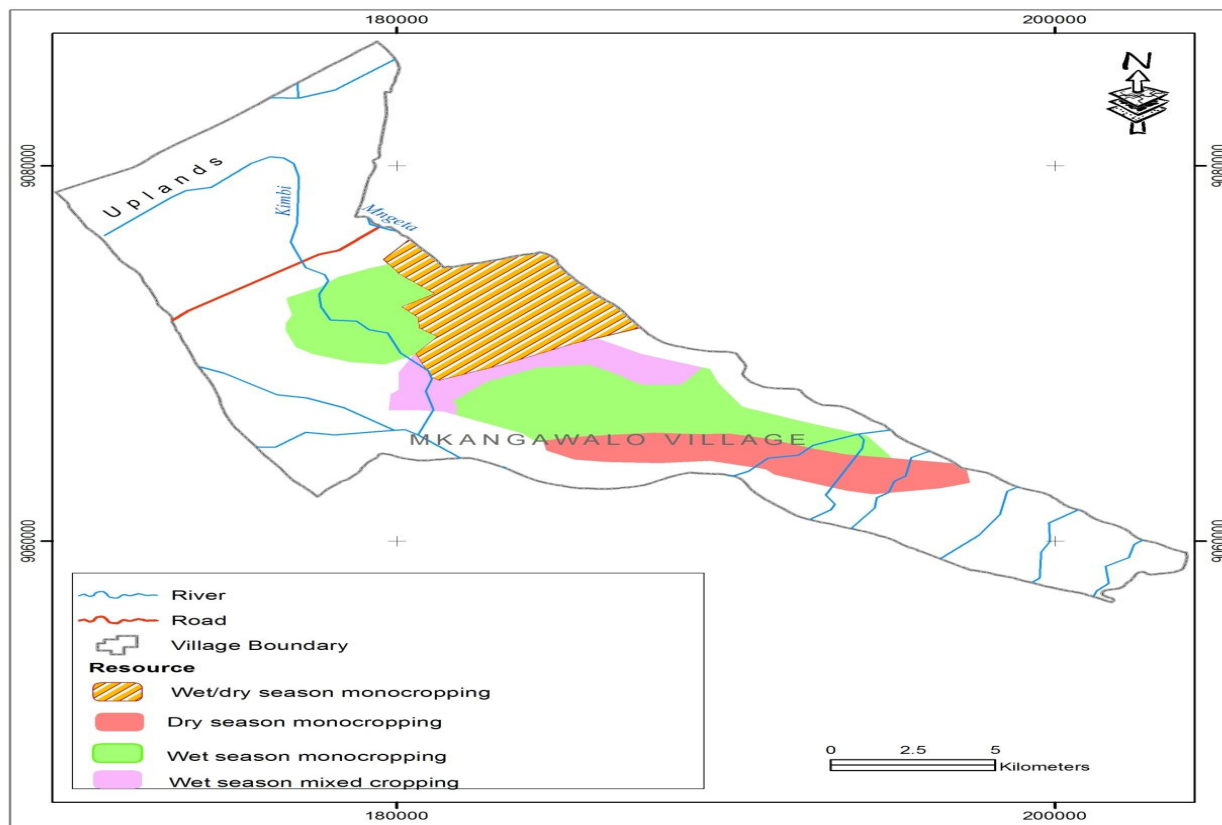 180000
200000
N
9080000
9080000
Uplands
Kimbi
Mngeta
MKANGAWALO VILLAGE
9060000
9060000
River
Road
Village Boundary
Resource
Wet/dry season monocropping
Dry season monocropping
Wet season monocropping
Wet season mixed cropping
0 2.5 5
Kilometers
180000
200000